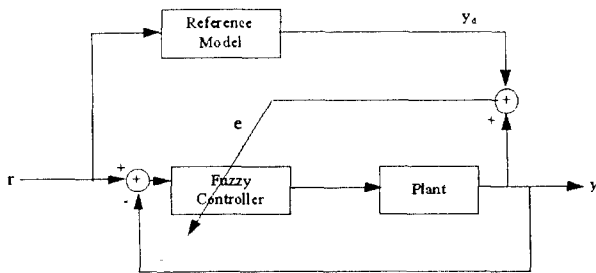 Reference
Model
y_d
+
+
e
r
+
+
-
Fuzzy
Controller
Plant
y